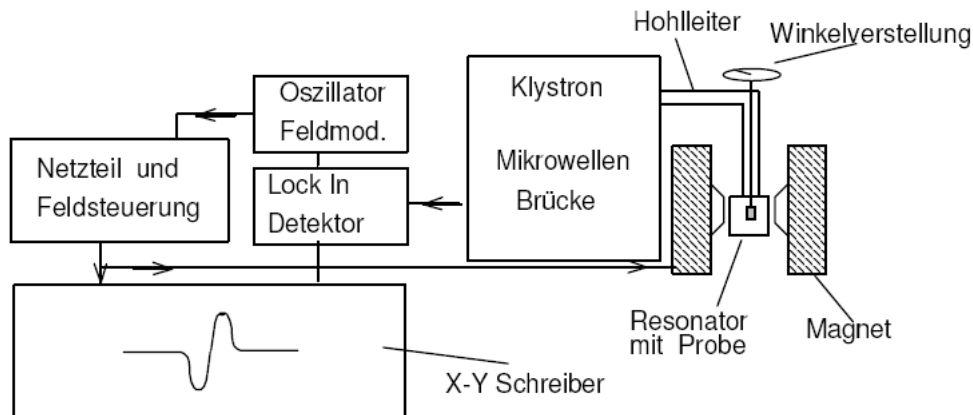 Hohlleiter
Winkelverstellung
Oszillator
Feldmod.
Klystron
Mikrowellen
Brücke
Netzteil und
Feldsteuerung
Lock In
Detektor
Resonator
mit Probe
Magnet
X-Y Schreiber